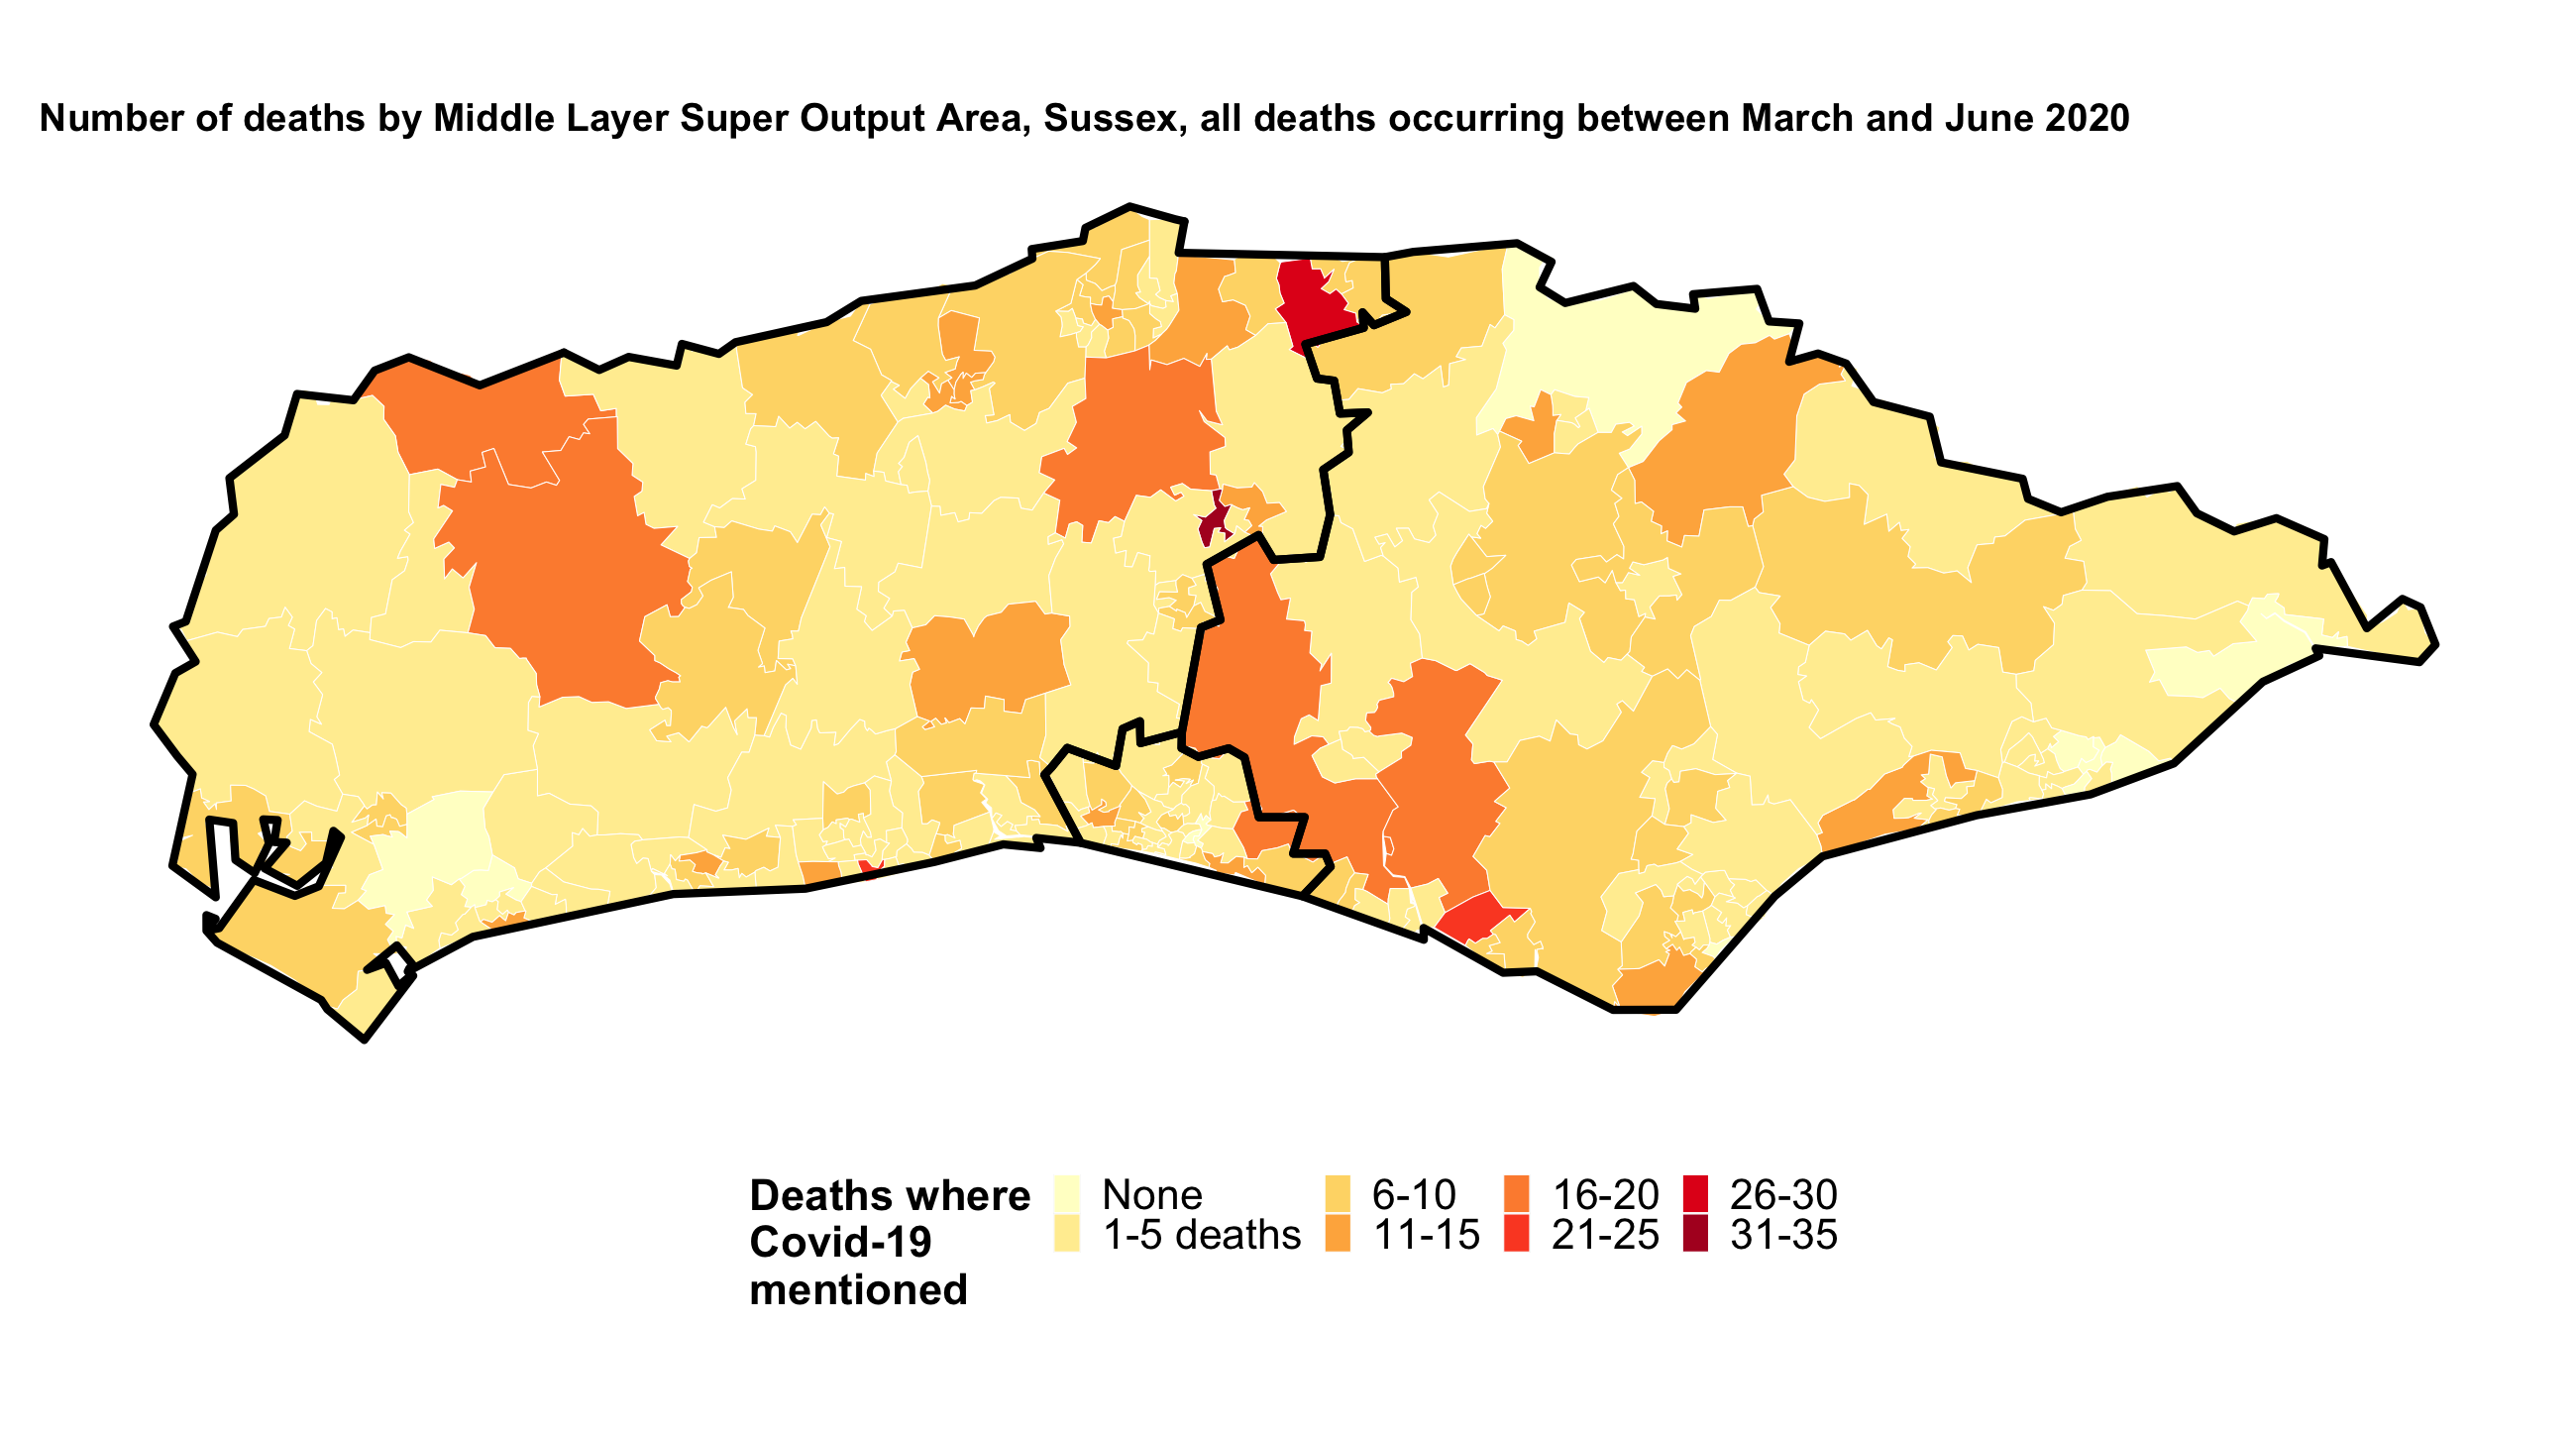 Number of deaths by Middle Layer Super Output Area, Sussex, all deaths occurring between March and June 2020
Deaths where
Covid-19
mentioned
None
1-5 deaths
6-10
11-15
16-20
21-25
26-30
31-35